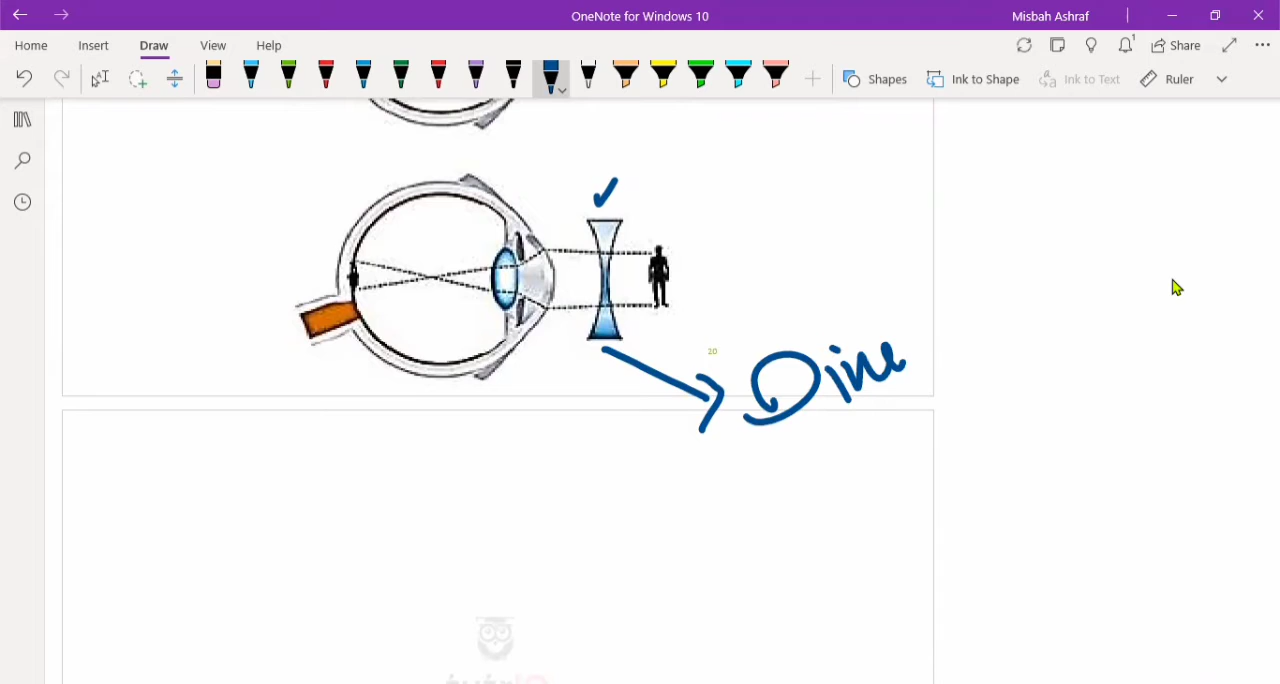 OneNote for Windows 10
Misbah Ashraf
Home
Insert
Draw
View
Help
1
Share
Shapes
Ink to Shape
Ink to Text
Ruler
20